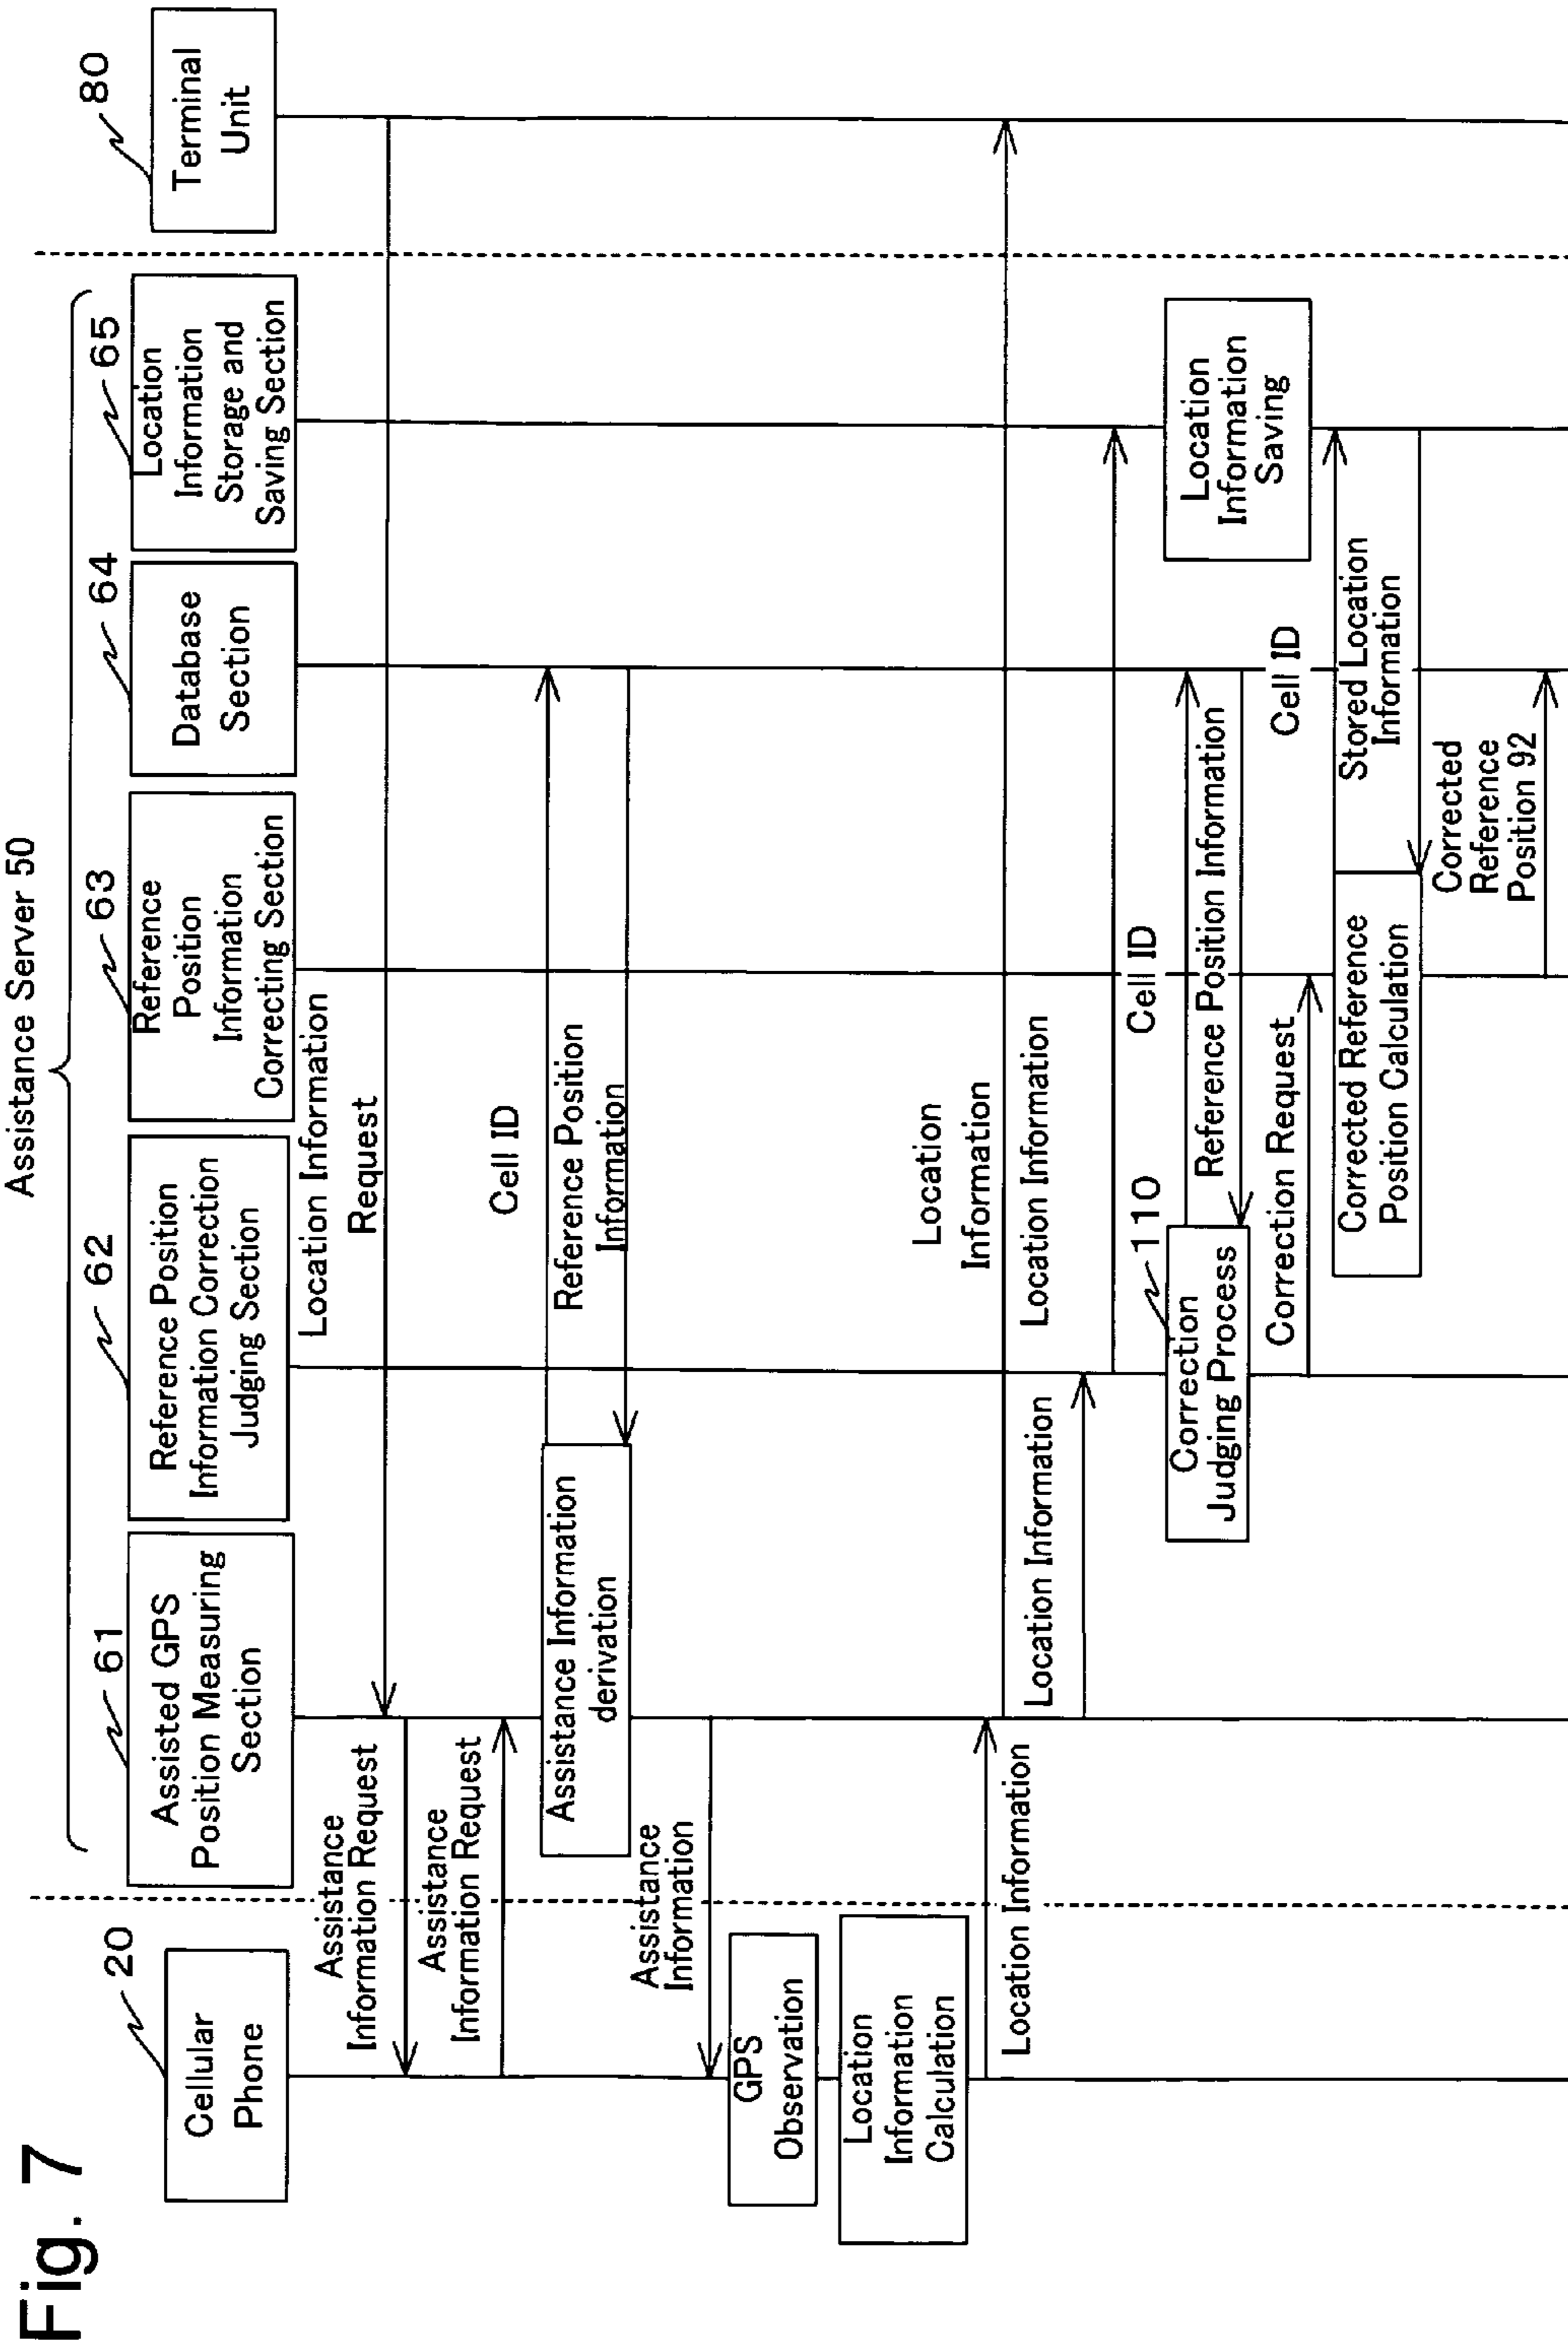 Fig. 7
Assistance Server 50
20
61
62
63
64
65
80
Cellular
Phone
Assisted GPS
Position Measuring
Section
Reference Position
Information Correction
Judging Section
Reference
Position
Information
Correcting Section
Database
Section
Location
Information
Storage and
Saving Section
Terminal
Unit
Location Information
Request
Assistance
Information Request
Assistance
Information Request
Cell ID
Assistance Information
derivation
Reference Position
Information
Assistance
Information
GPS
Observation
Location
Information
Calculation
Location Information
Location
Information
Location Information
Location Information
110
Cell ID
Correction
Judging Process
Reference Position Information
Location
Information
Saving
Correction Request
Cell ID
Corrected Reference
Position Calculation
Stored Location
Information
Corrected
Reference
Position 92